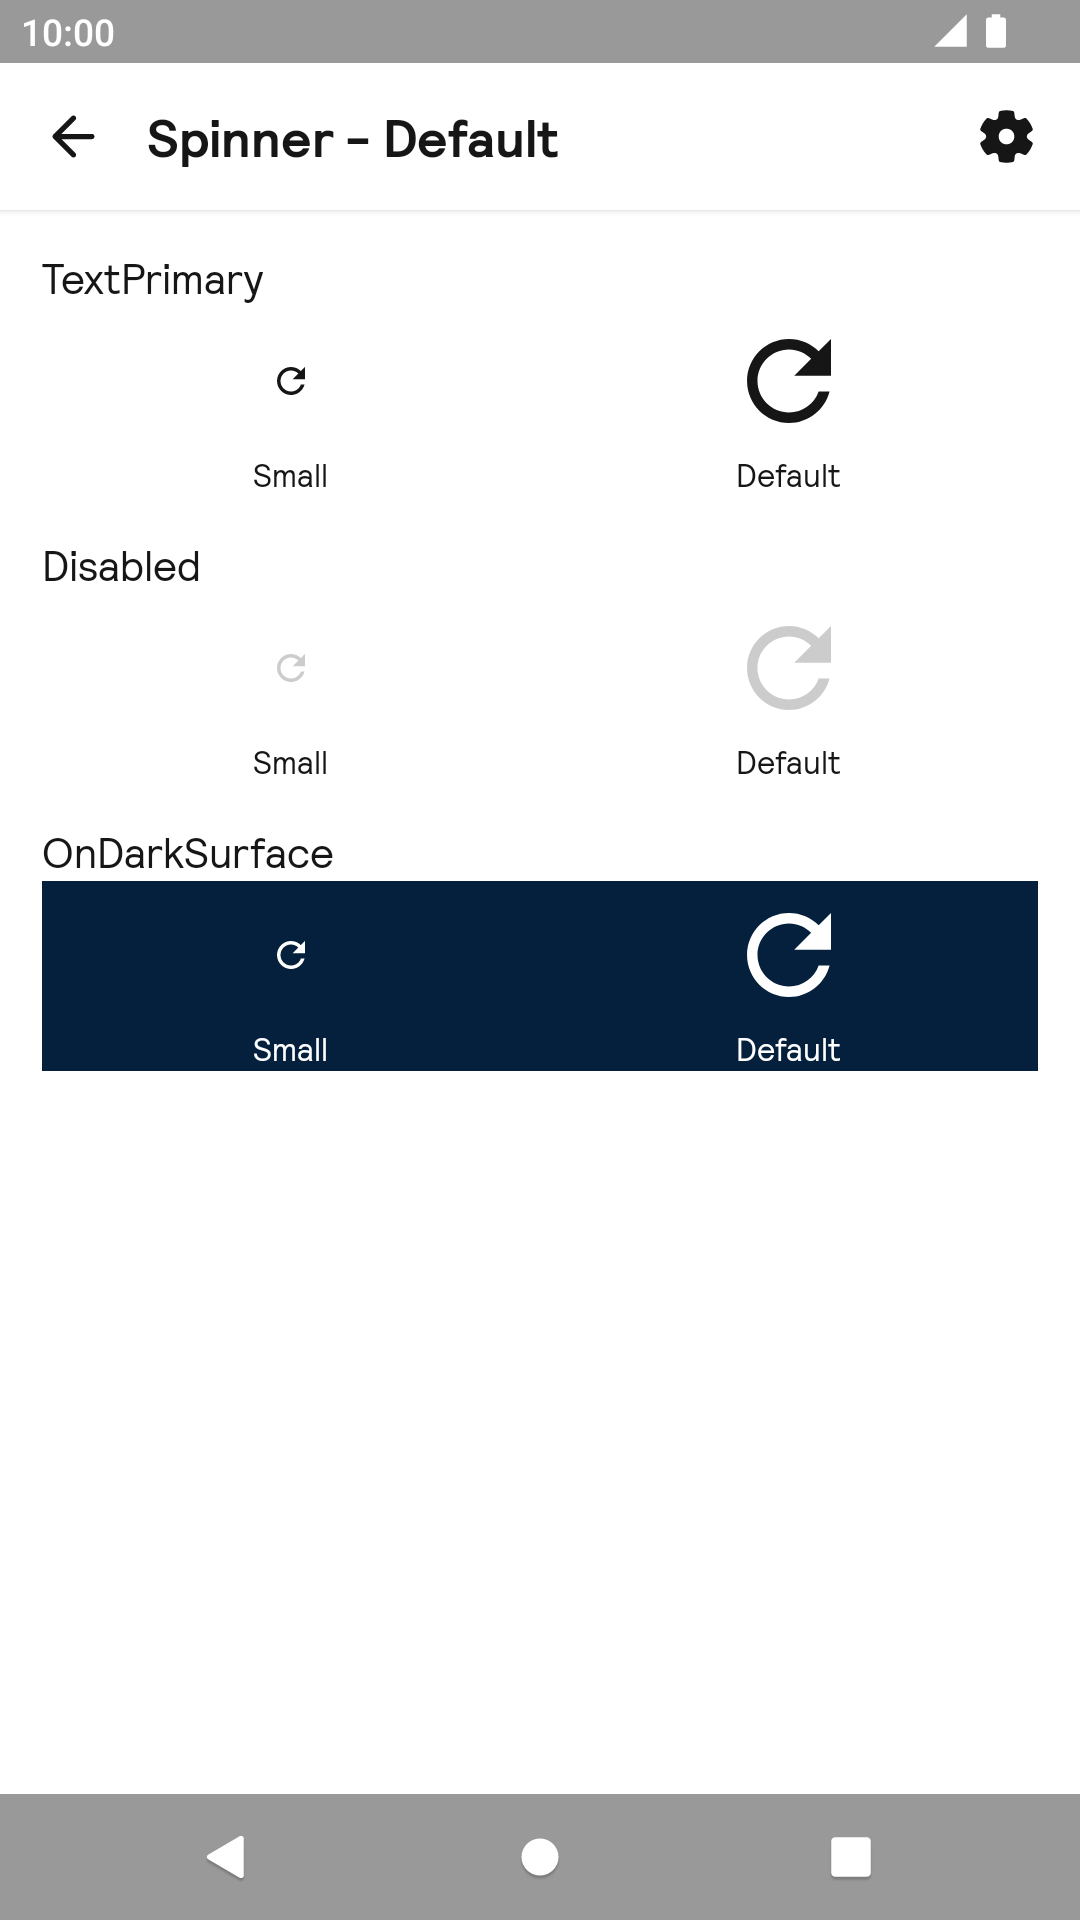 10:00
Spinner - Default
TextPrimary
Small Default
Disabled
Small Default
OnDarkSurface
Small Default